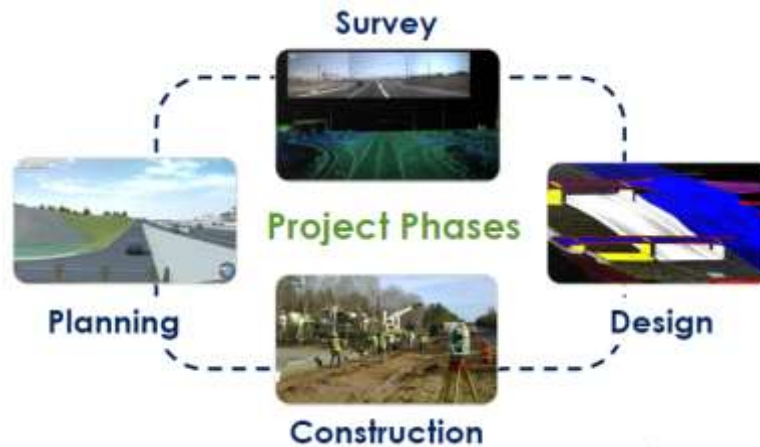 Survey
Project Phases
Planning
Design
Construction